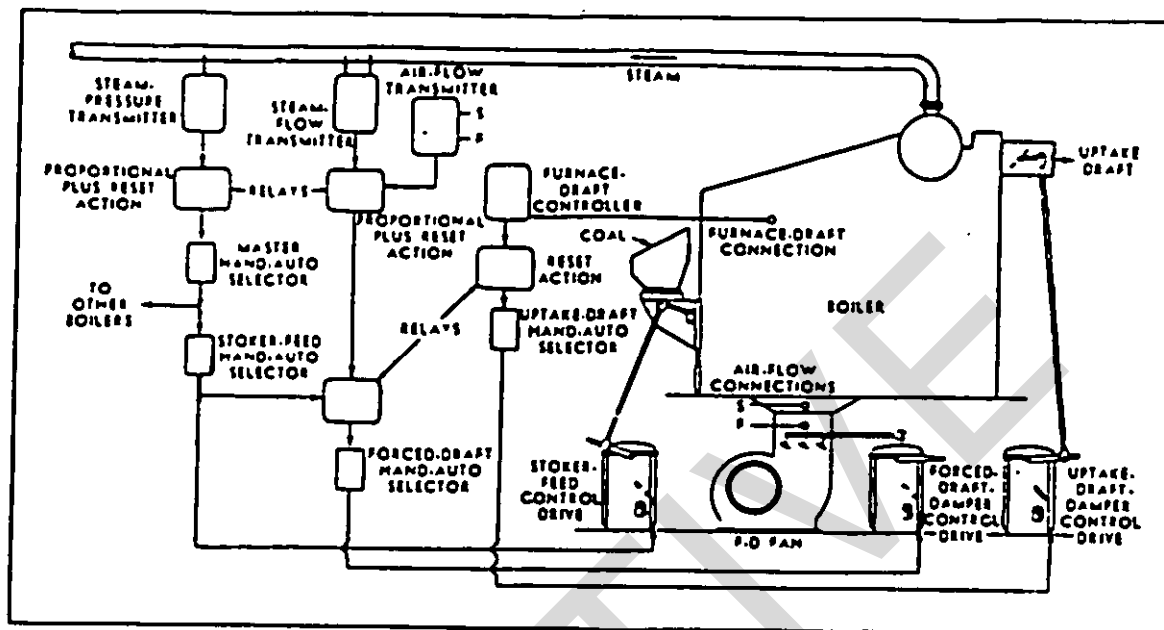 STEAM
STEAM-
PRESSURE
TRANSMITTER
STEAM-
FLOW
TRANSMITTER
AIR-FLOW
TRANSMITTER
S
F
PROPORTIONAL
PLUS RESET
ACTION
RELAYS
PROPORTIONAL
PLUS RESET
ACTION
FURNACE-
DRAFT
CONTROLLER
FURNACE-DRAFT
CONNECTION
UPTAKE
DRAFT
MASTER
HAND-AUTO
SELECTOR
COAL
RESET
ACTION
TO
OTHER
BOILERS
RELAYS
UPTAKE-DRAFT
HAND-AUTO
SELECTOR
BOILER
STOKER-FEED
HAND-AUTO
SELECTOR
AIR-FLOW
CONNECTIONS
S
F
FORCED-DRAFT
HAND-AUTO
SELECTOR
STOKER-
FEED
CONTROL
DRIVE
F-D FAN
FORCED-
DRAFT-
DAMPER
CONTROL
DRIVE
UPTAKE-
DRAFT-
DAMPER
CONTROL
DRIVE